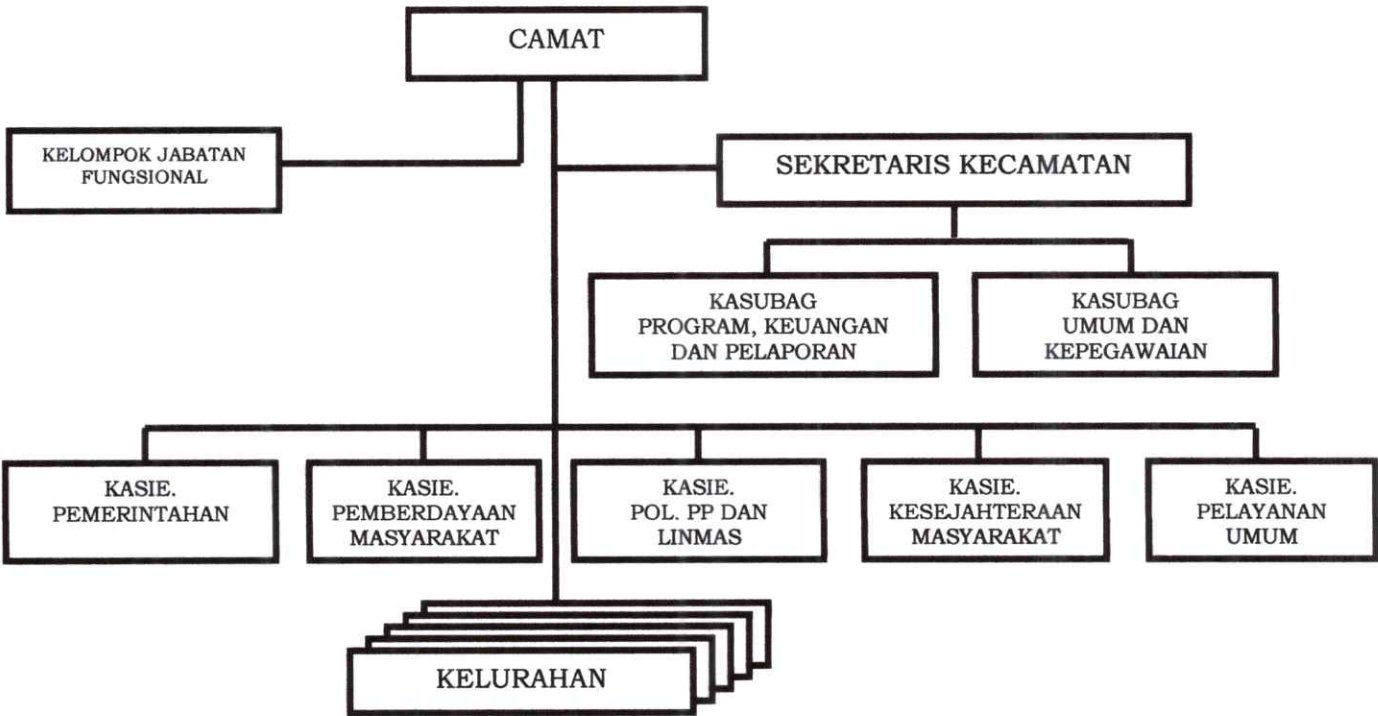 CAMAT
KELOMPOK JABATAN
FUNGSIONAL
SEKRETARIS KECAMATAN
KASUBAG
PROGRAM, KEUANGAN
DAN PELAPORAN
KASUBAG
UMUM DAN
KEPEGAWAIAN
KASIE.
PEMERINTAHAN
KASIE.
PEMBERDAYAAN
MASYARAKAT
KASIE.
POL. PP DAN
LINMAS
KASIE.
KESEJAHTERAAN
MASYARAKAT
KASIE.
PELAYANAN
UMUM
KELURAHAN